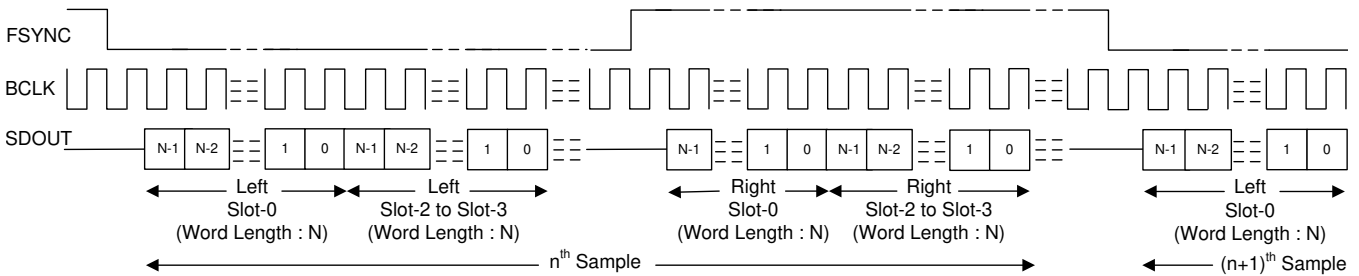 FSYNC
BCLK
SDOUT
N-1 N-2 1 0 N-1 N-2 1 0 N-1 1 0 N-1 N-2 1 0 N-1 N-2 1 0
Left Left Right Right Left
Slot-0 Slot-2 to Slot-3 Slot-0 Slot-2 to Slot-3 Slot-0
(Word Length : N) (Word Length : N) (Word Length : N) (Word Length : N) (Word Length : N)
nth Sample (n+1)th Sample